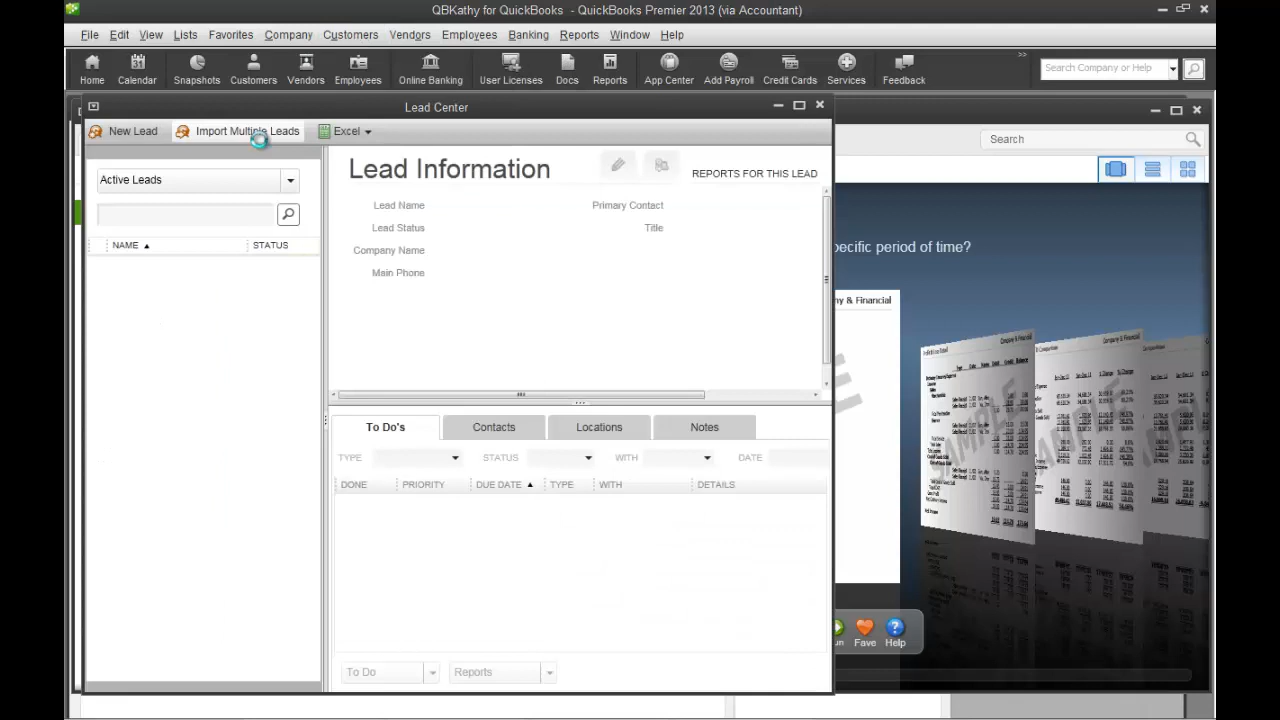 QBKathy for QuickBooks - QuickBooks Premier 2013 (via Accountant)
File Edit View Lists Favorites Company Customers Vendors Employees Banking Reports Window Help
Home Calendar Snapshots Customers Vendors Employees Online Banking User Licenses Docs Reports App Center Add Payroll Credit Cards Services Feedback
Search Company or Help
Lead Center
New Lead Import Multiple Leads Excel
Search
Active Leads
Lead Information
REPORTS FOR THIS LEAD
Lead Name Primary Contact
Lead Status Title
Company Name
Main Phone
NAME STATUS
ecific period of time?
ny & Financial
Company & Financial
SAMPLE
To Do's Contacts Locations Notes
TYPE STATUS WITH DATE
DONE PRIORITY DUE DATE TYPE WITH DETAILS
un Fave Help
To Do Reports